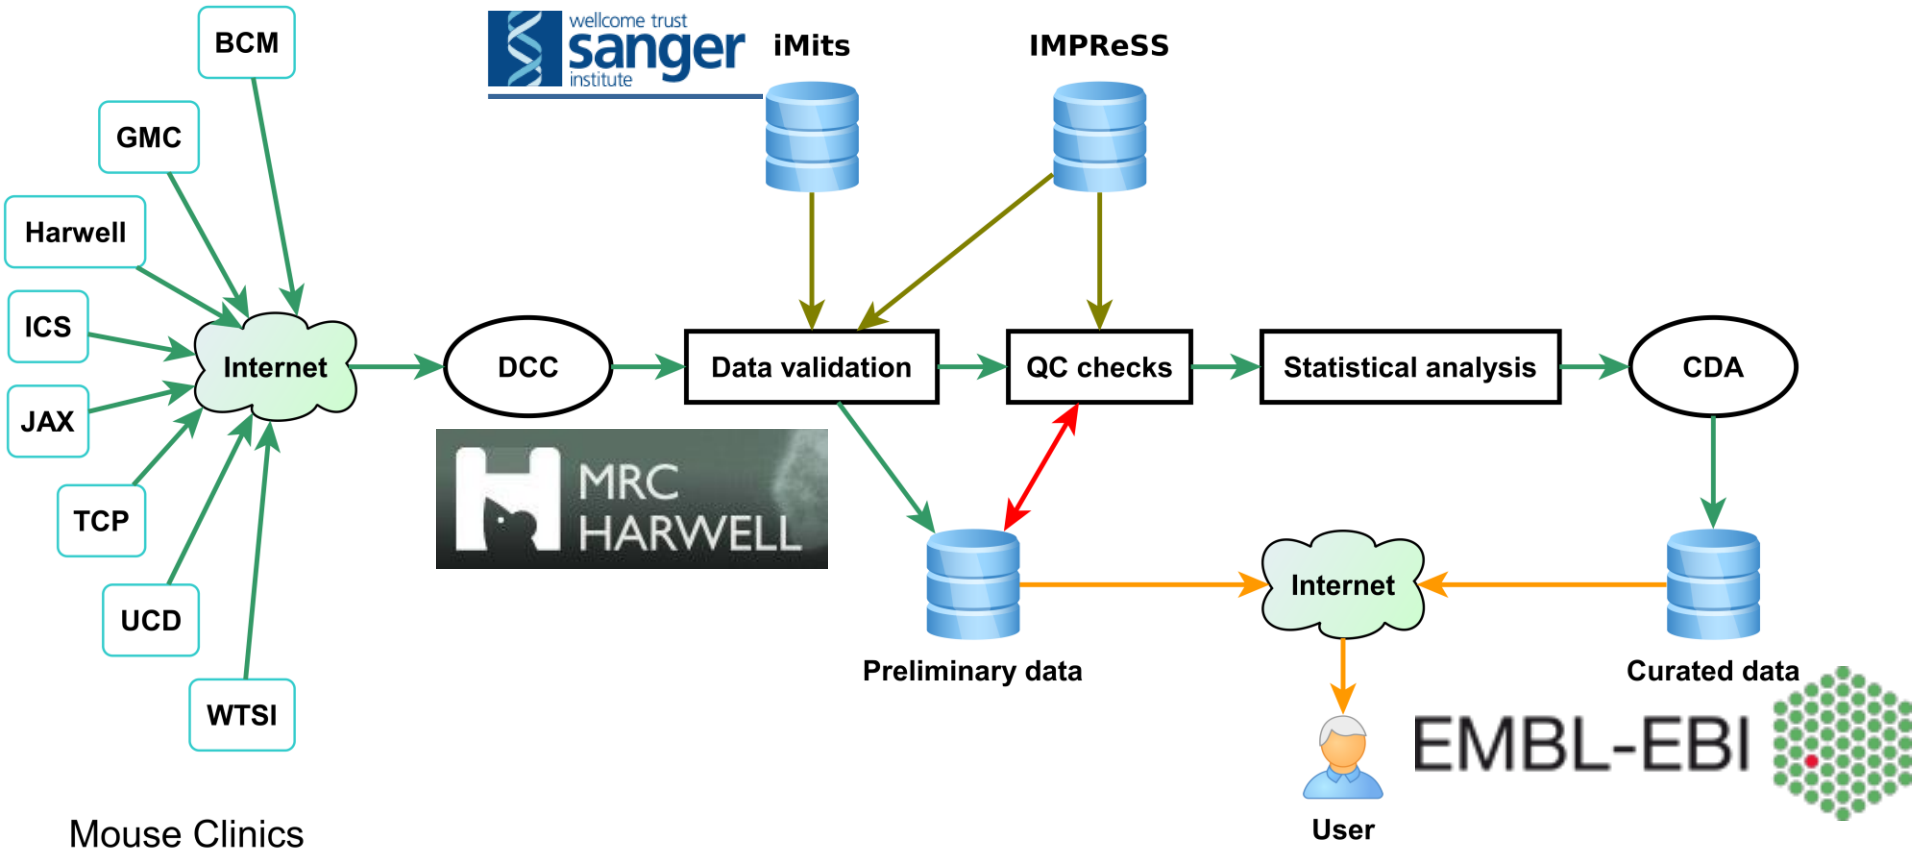 BCM
GMC
Harwell
ICS
JAX
TCP
UCD
WTSI
Mouse Clinics
Internet
wellcome trust
sanger
institute
iMits
IMPReSS
DCC
Data validation
QC checks
Statistical analysis
CDA
MRC
HARWELL
Preliminary data
Internet
Curated data
EMBL-EBI
User